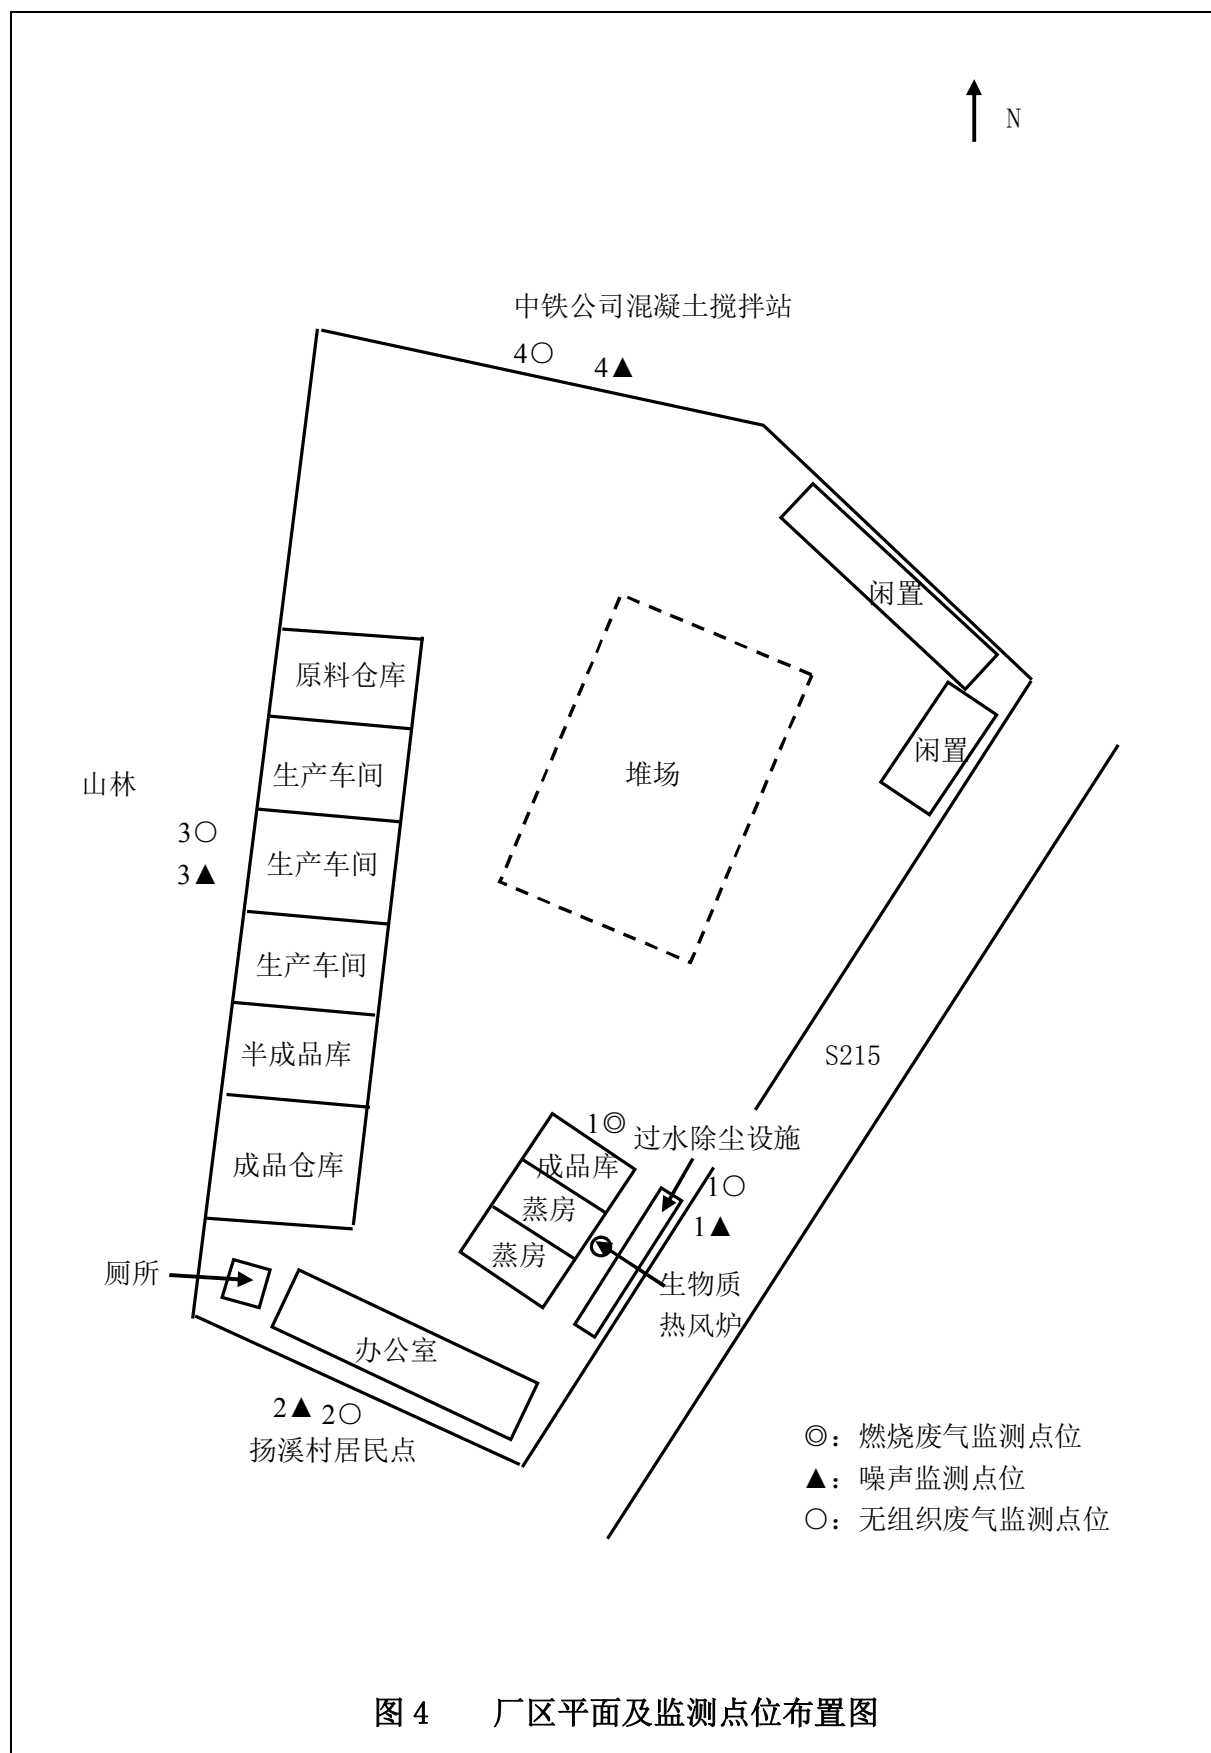 N
中铁公司混凝土搅拌站
4○ 4▲
闲置
原料仓库
闲置
生产车间
堆场
山林
3○
生产车间
3▲
生产车间
半成品库
S215
1◎
过水除尘设施
成品仓库
成品库
1○
蒸房
1▲
蒸房
厕所
生物质
热风炉
办公室
2▲ 2○
扬溪村居民点
◎：燃烧废气监测点位
▲：噪声监测点位
○：无组织废气监测点位
图 4 厂区平面及监测点位布置图